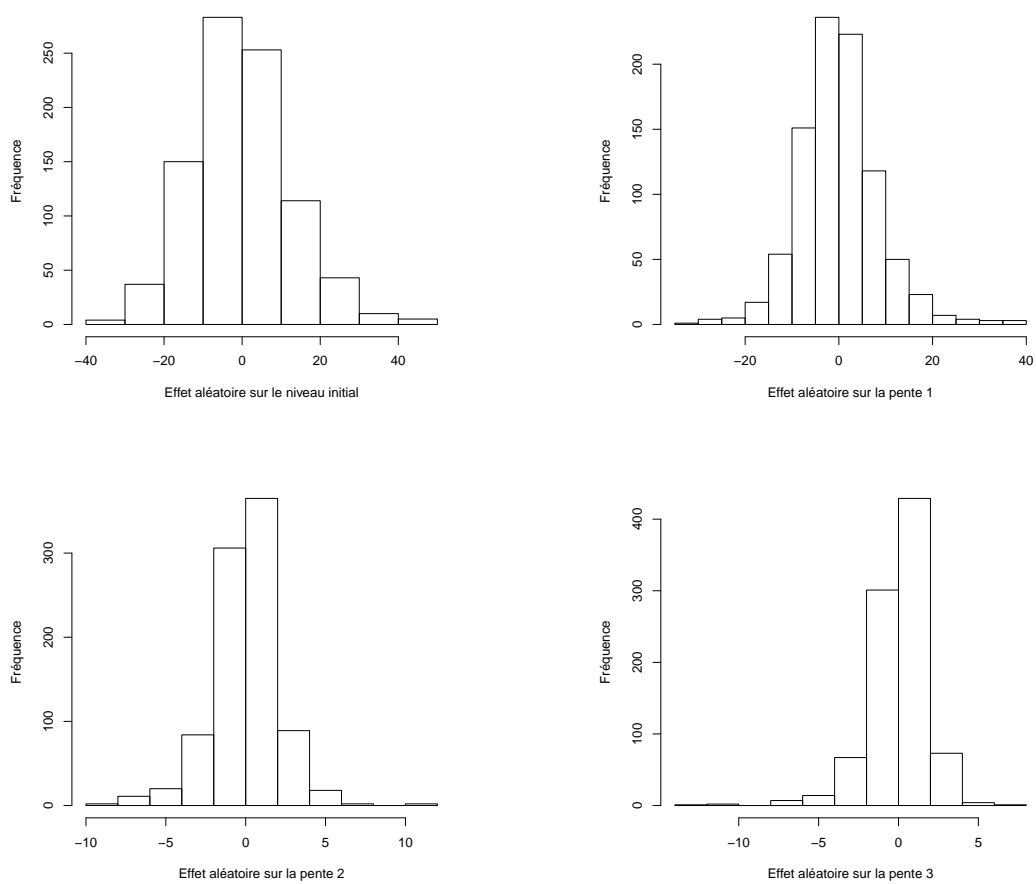 250
200
150
100
50
0
Fréquence
−40 −20 0 20 40
Effet aléatoire sur le niveau initial
200
150
100
50
0
Fréquence
−20 0 20 40
Effet aléatoire sur la pente 1
300
200
100
0
Fréquence
−10 −5 0 5 10
Effet aléatoire sur la pente 2
400
300
200
100
0
Fréquence
−10 −5 0 5
Effet aléatoire sur la pente 3